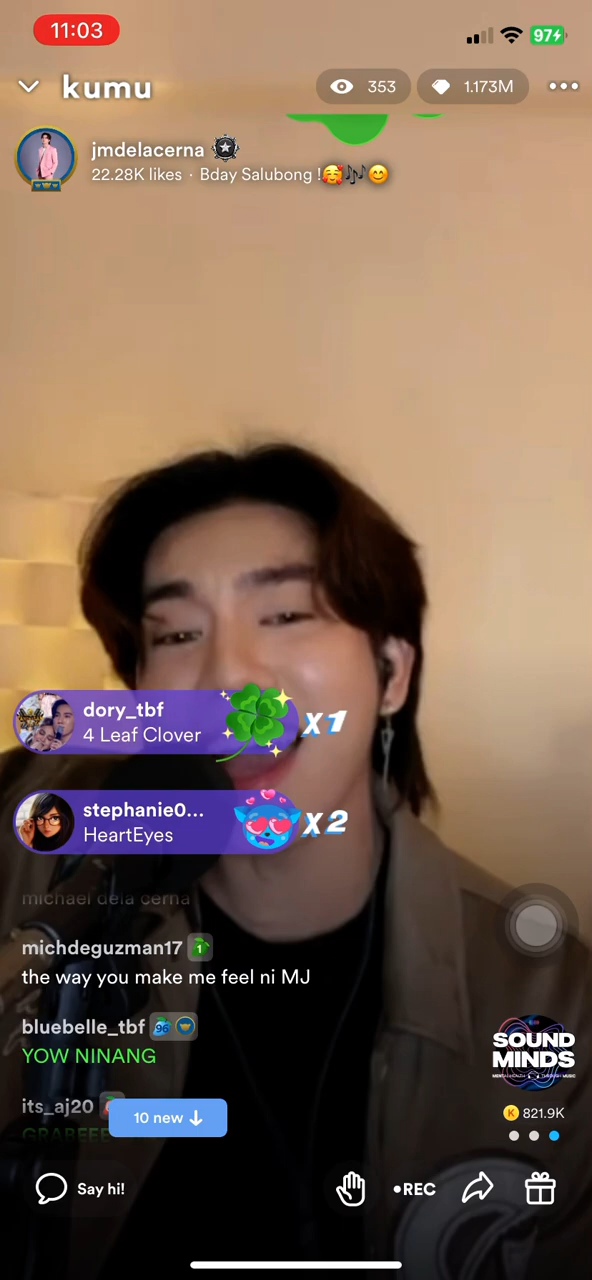 11:03
97
kumu
353
1.173M
jmdelacerna
22.28K likes · Bday Salubong !🥰🎶😊
dory_tbf
4 Leaf Clover
X1
stephanie0...
HeartEyes
X2
michael dela cerna
michdeguzman17 1
the way you make me feel ni MJ
bluebelle_tbf 96
YOW NINANG
SOUND
MINDS
its_aj20
10 new
K 821.9K
Say hi!
•REC